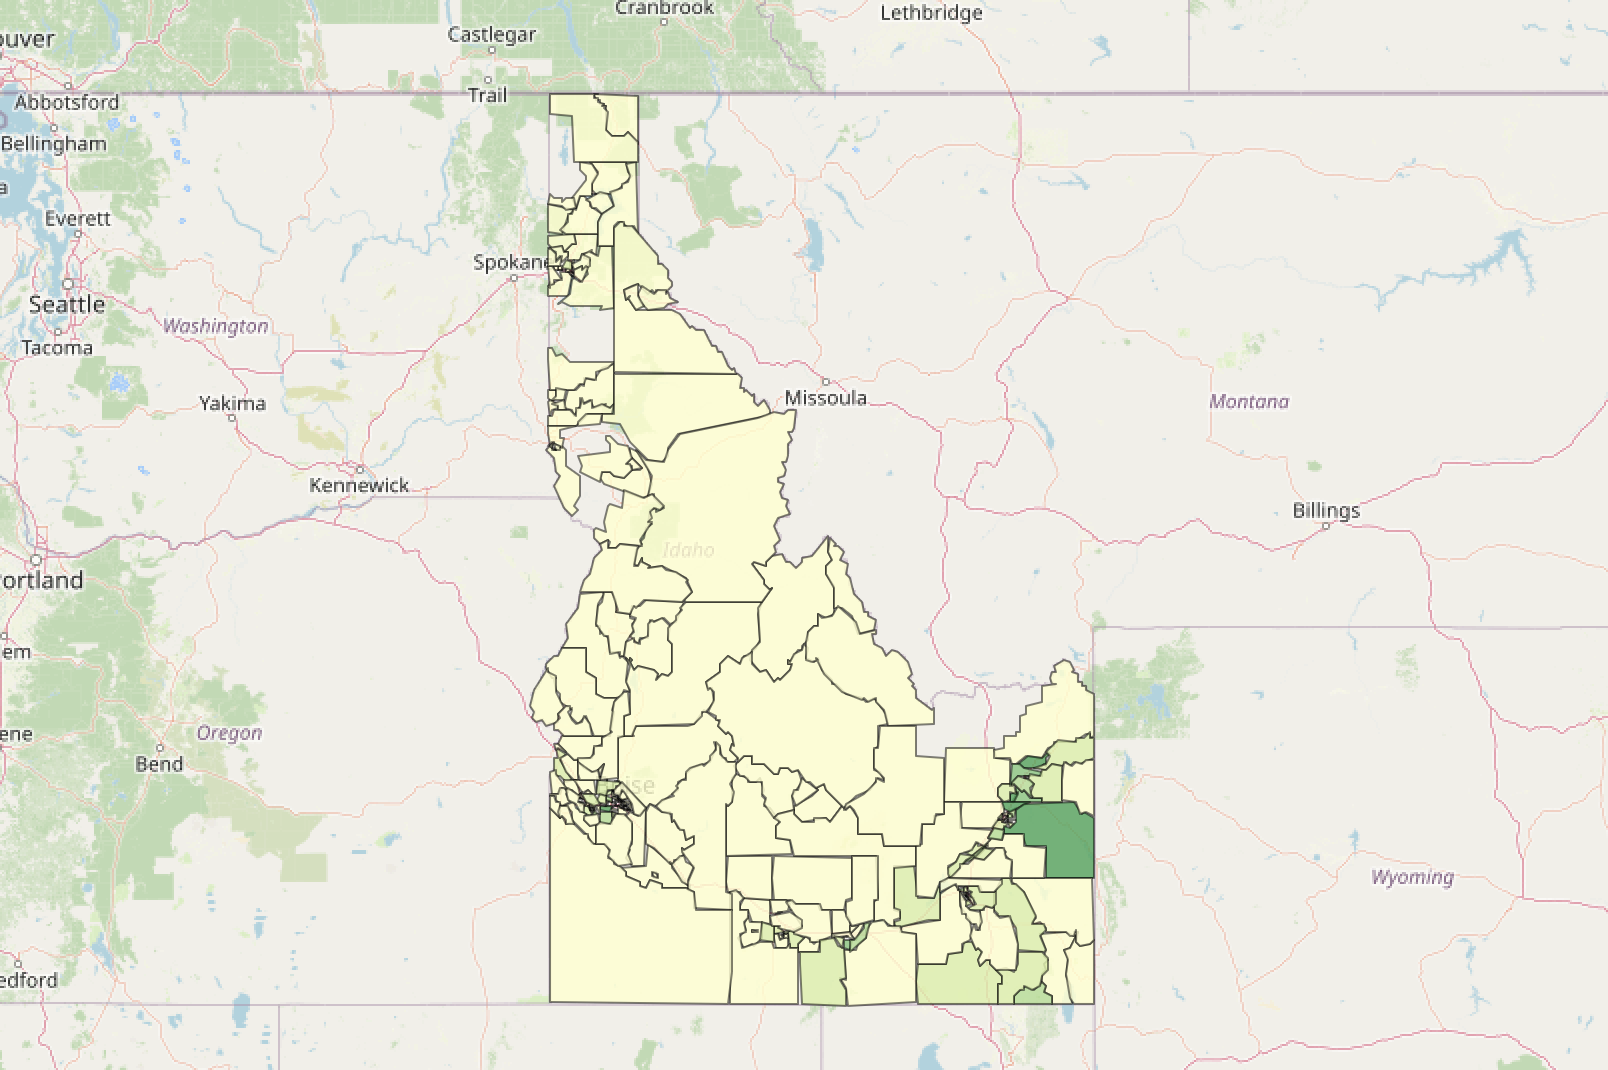 Cranbrook
Lethbridge
Castlegar
ouver
Trail
Abbotsford
Bellingham
a
Everett
Spokane
Seattle
Washington
Tacoma
Missoula
Yakima
Montana
Kennewick
Billings
Idaho
ortland
em
Oregon
ene
Bend
Boise
Wyoming
edford